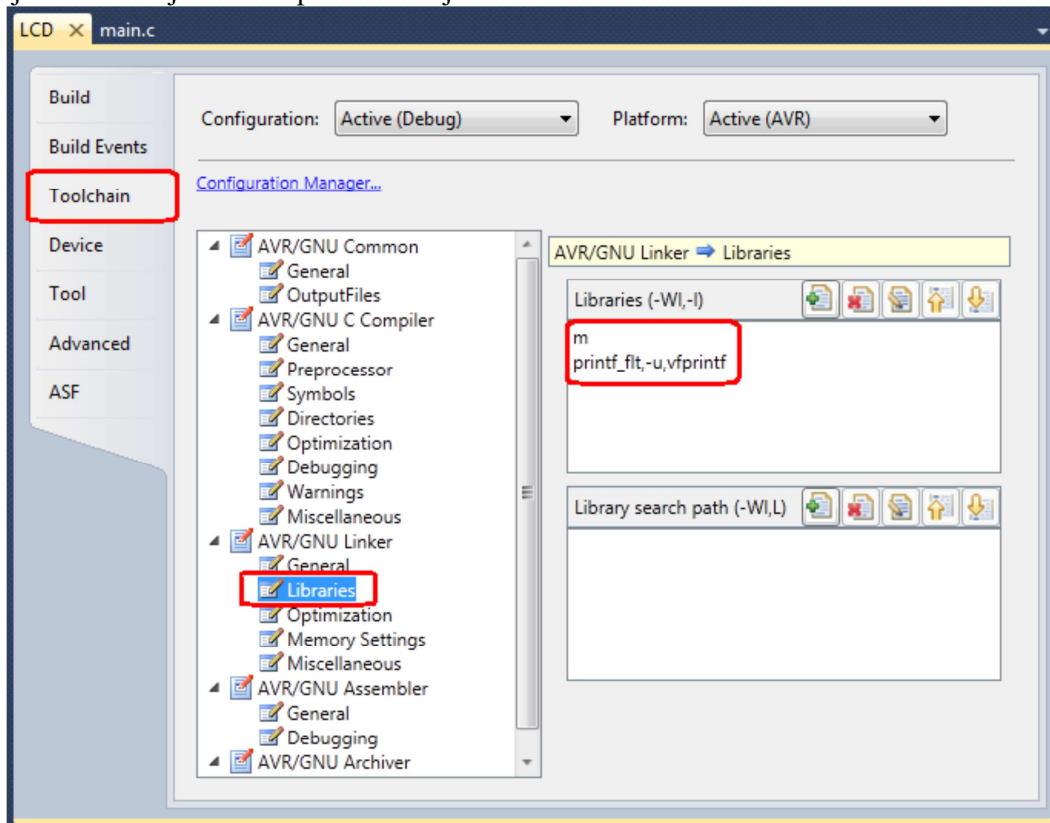 LCD × main.c
Build
Build Events
Toolchain
Device
Tool
Advanced
ASF
Configuration: Active (Debug) Platform: Active (AVR)
Configuration Manager...
AVR/GNU Common
General
OutputFiles
AVR/GNU C Compiler
General
Preprocessor
Symbols
Directories
Optimization
Debugging
Warnings
Miscellaneous
AVR/GNU Linker
General
Libraries
Optimization
Memory Settings
Miscellaneous
AVR/GNU Assembler
General
Debugging
AVR/GNU Archiver
AVR/GNU Linker ➡ Libraries
Libraries (-Wl,-l)
m
printf_flt,-u,vfprintf
Library search path (-Wl,L)